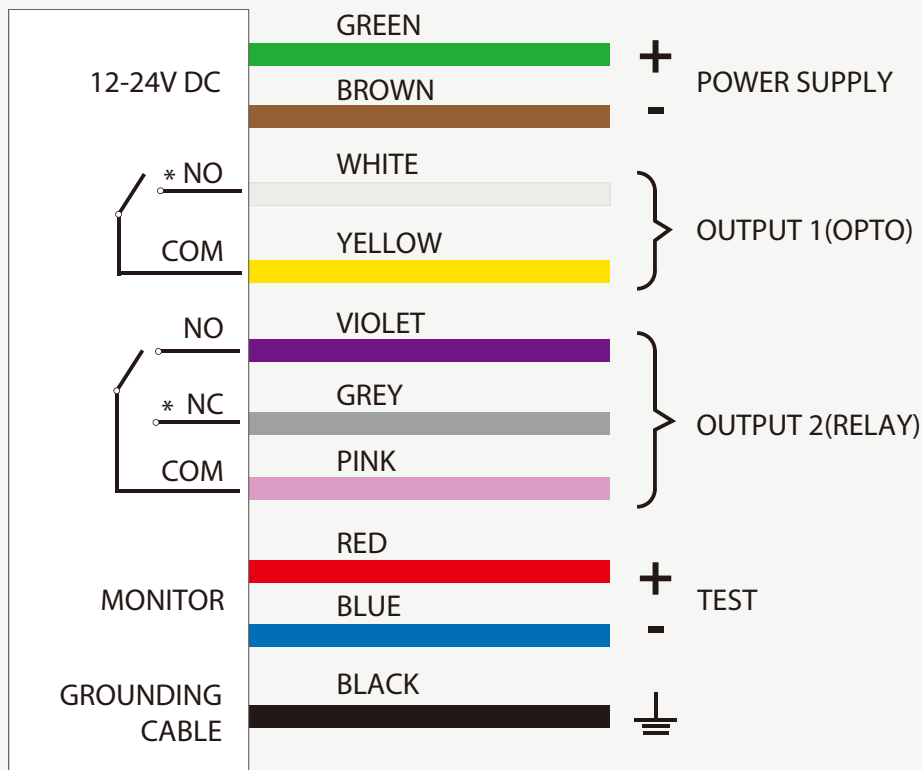 GREEN
12-24V DC
+
POWER SUPPLY
BROWN
-
WHITE
* NO
OUTPUT 1(OPTO)
YELLOW
COM
VIOLET
NO
GREY
* NC
OUTPUT 2(RELAY)
PINK
COM
RED
+
MONITOR
TEST
BLUE
-
BLACK
GROUNDING
CABLE